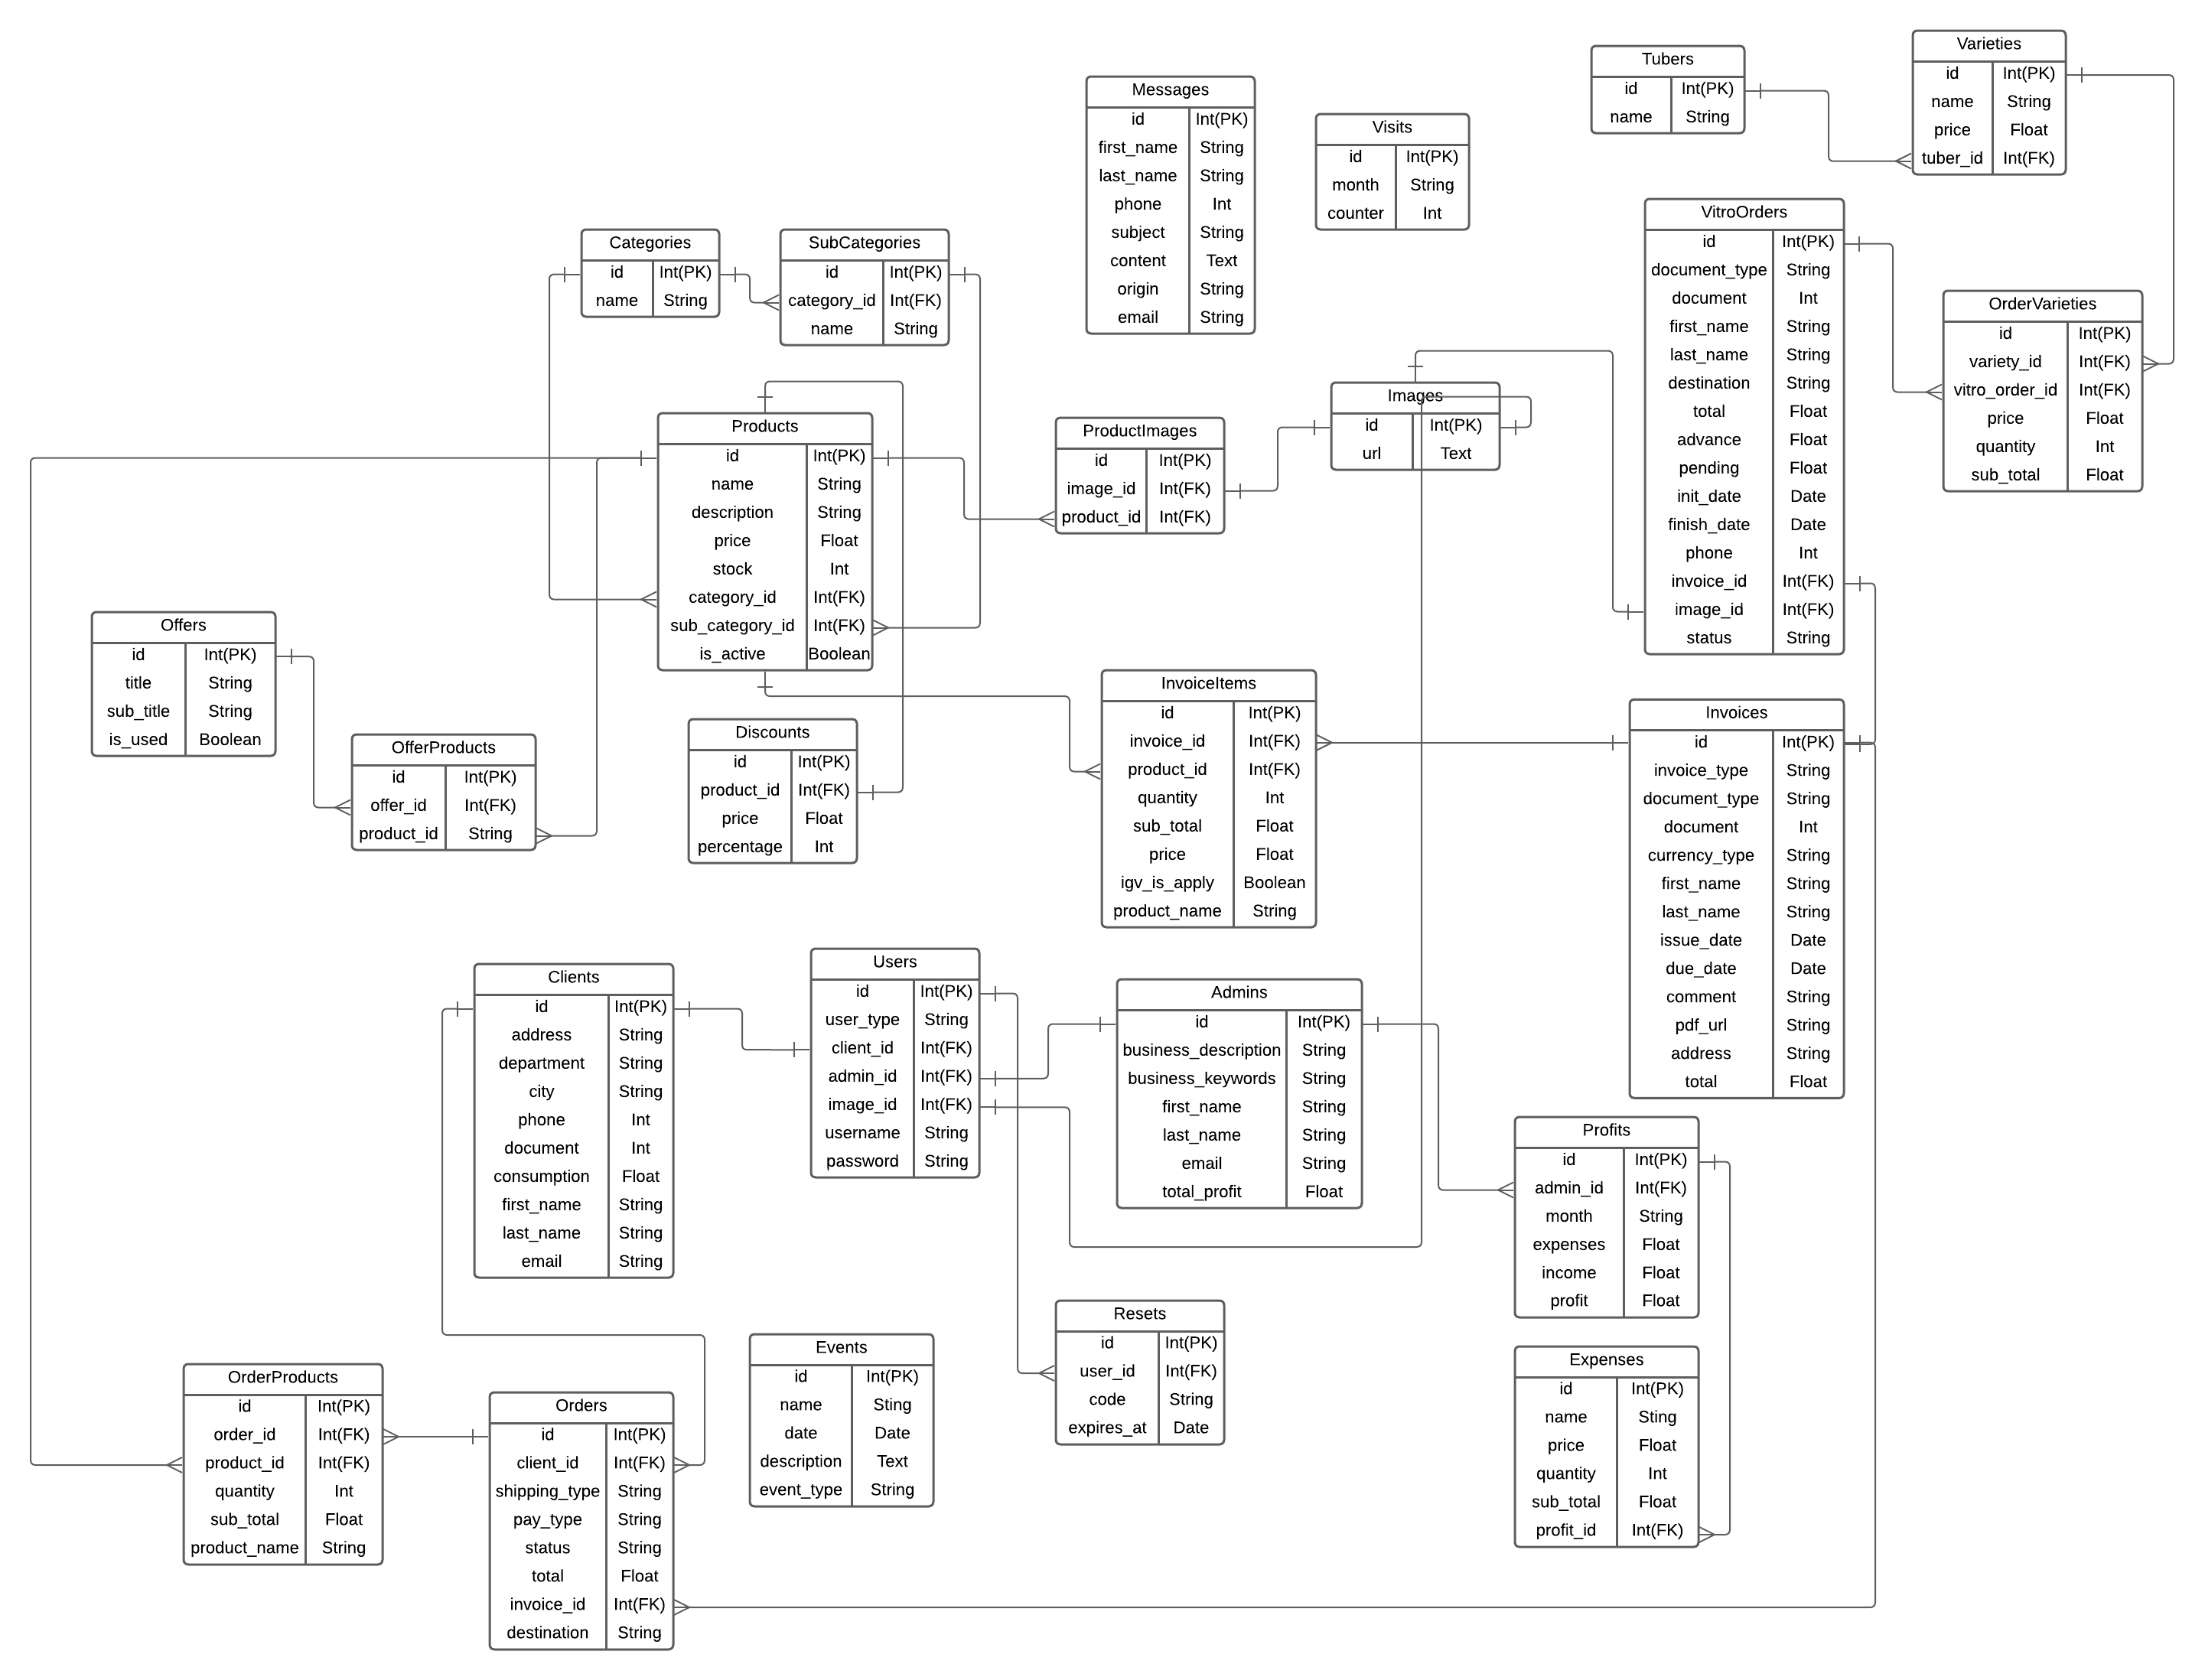 Varieties
id Int(PK)
name String
price Float
tuber_id Int(FK)
Tubers
id Int(PK)
name String
Messages
id Int(PK)
first_name String
last_name String
phone Int
subject String
content Text
origin String
email String
Visits
id Int(PK)
month String
counter Int
VitroOrders
id Int(PK)
document_type String
document Int
first_name String
last_name String
destination String
total Float
advance Float
pending Float
init_date Date
finish_date Date
phone Int
invoice_id Int(FK)
image_id Int(FK)
status String
Categories
id Int(PK)
name String
SubCategories
id Int(PK)
category_id Int(FK)
name String
OrderVarieties
id Int(PK)
variety_id Int(FK)
vitro_order_id Int(FK)
price Float
quantity Int
sub_total Float
Images
id Int(PK)
url Text
Products
id Int(PK)
name String
description String
price Float
stock Int
category_id Int(FK)
sub_category_id Int(FK)
is_active Boolean
ProductImages
id Int(PK)
image_id Int(FK)
product_id Int(FK)
Offers
id Int(PK)
title String
sub_title String
is_used Boolean
InvoiceItems
id Int(PK)
invoice_id Int(FK)
product_id Int(FK)
quantity Int
sub_total Float
price Float
igv_is_apply Boolean
product_name String
Invoices
id Int(PK)
invoice_type String
document_type String
document Int
currency_type String
first_name String
last_name String
issue_date Date
due_date Date
comment String
pdf_url String
address String
total Float
Discounts
id Int(PK)
product_id Int(FK)
price Float
percentage Int
OfferProducts
id Int(PK)
offer_id Int(FK)
product_id String
Users
id Int(PK)
user_type String
client_id Int(FK)
admin_id Int(FK)
image_id Int(FK)
username String
password String
Clients
id Int(PK)
address String
department String
city String
phone Int
document Int
consumption Float
first_name String
last_name String
email String
Admins
id Int(PK)
business_description String
business_keywords String
first_name String
last_name String
email String
total_profit Float
Profits
id Int(PK)
admin_id Int(FK)
month String
expenses Float
income Float
profit Float
Resets
id Int(PK)
user_id Int(FK)
code String
expires_at Date
Events
id Int(PK)
name Sting
date Date
description Text
event_type String
Expenses
id Int(PK)
name Sting
price Float
quantity Int
sub_total Float
profit_id Int(FK)
OrderProducts
id Int(PK)
order_id Int(FK)
product_id Int(FK)
quantity Int
sub_total Float
product_name String
Orders
id Int(PK)
client_id Int(FK)
shipping_type String
pay_type String
status String
total Float
invoice_id Int(FK)
destination String